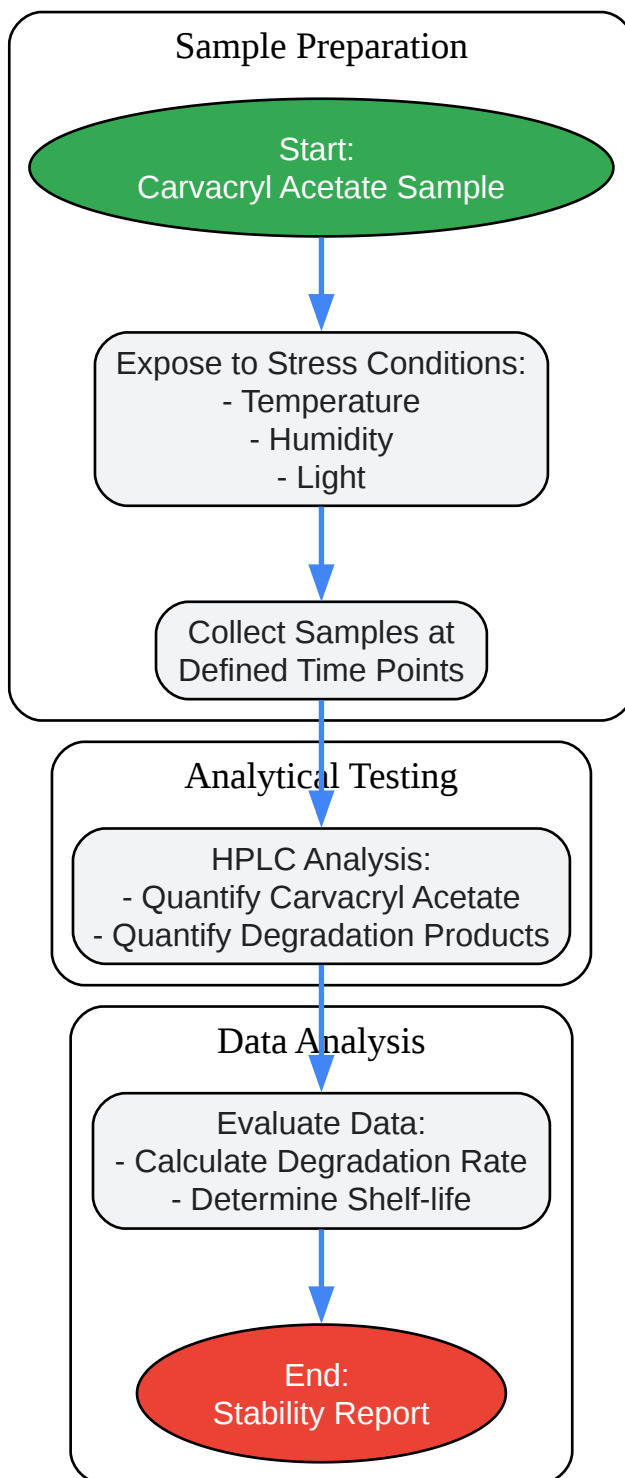 Sample Preparation
Start:
Carvacryl Acetate Sample
Expose to Stress Conditions:
- Temperature
- Humidity
- Light
Collect Samples at
Defined Time Points
Analytical Testing
HPLC Analysis:
- Quantify Carvacryl Acetate
- Quantify Degradation Products
Data Analysis
Evaluate Data:
- Calculate Degradation Rate
- Determine Shelf-life
End:
Stability Report